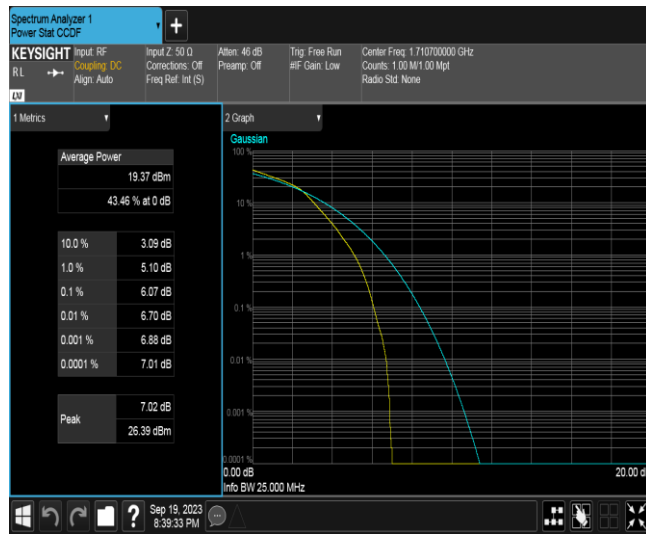 Spectrum Analyzer 1
Power Stat CCDF
+
KEYSIGHT
RL
LXI
Input: RF
Coupling: DC
Align: Auto
Input Z: 50 Ω
Corrections: Off
Freq Ref: Int (S)
Atten: 46 dB
Preamp: Off
Trig: Free Run
#IF Gain: Low
Center Freq: 1.710700000 GHz
Counts: 1.00 M/1.00 Mpt
Radio Std: None
1 Metrics
Average Power
19.37 dBm
43.46 % at 0 dB
10.0 % 3.09 dB
1.0 % 5.10 dB
0.1 % 6.07 dB
0.01 % 6.70 dB
0.001 % 6.88 dB
0.0001 % 7.01 dB
Peak
7.02 dB
26.39 dBm
2 Graph
Gaussian
100 %
10 %
1 %
0.1 %
0.01 %
0.001 %
0.0001 %
0.00 dB
20.00 d
Info BW 25.000 MHz
?
Sep 19, 2023
8:39:33 PM